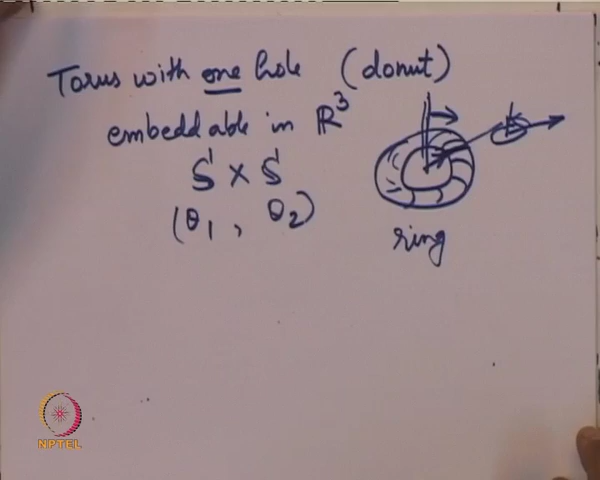 Torus with one hole (donut)
embeddable in R³
S¹ × S¹
(θ₁, θ₂)
ring
NPTEL